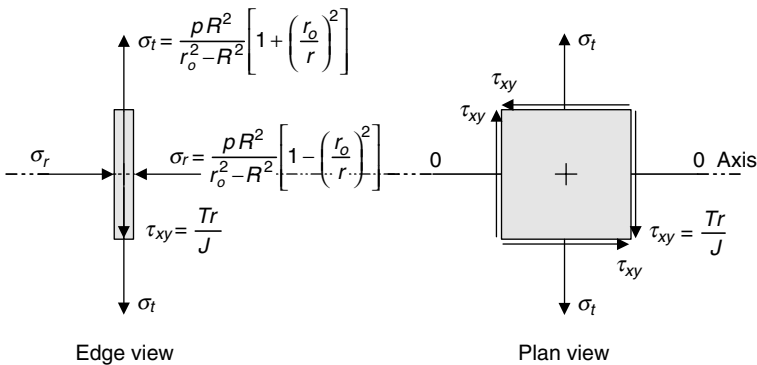 σt = pR²/(ro² − R²) [1 + (ro/r)²]
σr
σr = pR²/(ro² − R²) [1 − (ro/r)²]
τxy = Tr/J
σt
Edge view
σt
τxy
τxy
0
0 Axis
τxy = Tr/J
τxy
σt
Plan view